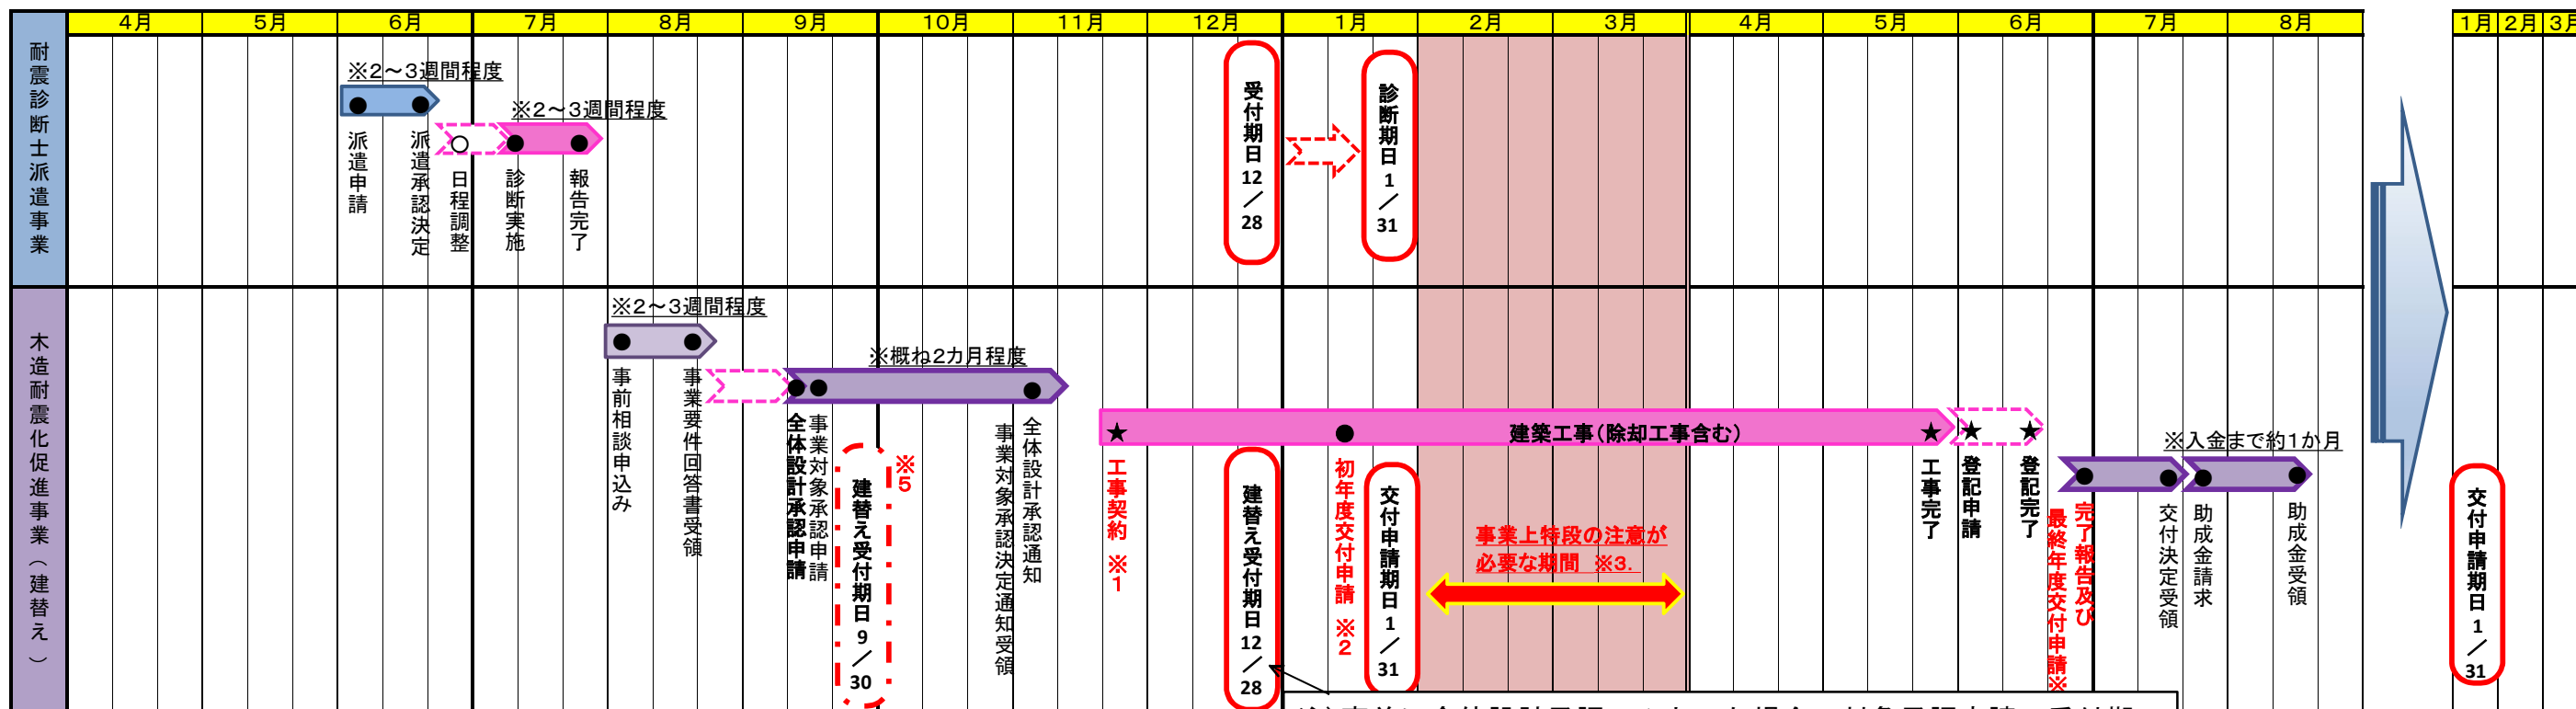 4月 5月 6月 7月 8月 9月 10月 11月 12月 1月 2月 3月 4月 5月 6月 7月 8月 1月 2月 3月
耐震診断士派遣事業
※2～3週間程度
派遣申請
派遣承認決定
日程調整
※2～3週間程度
診断実施
報告完了
受付期日 12／28
診断期日 1／31
木造耐震化促進事業（建替え）
※2～3週間程度
事前相談申込み
事業要件回答書受領
※概ね2カ月程度
全体設計承認申請
事業対象承認申請
建替え受付期日 9／30
※5
事業対象承認決定通知受領
全体設計承認通知
建築工事（除却工事含む）
工事契約 ※1
建替え受付期日 12／28
初年度交付申請 ※2
交付申請期日 1／31
事業上特段の注意が
必要な期間 ※3.
工事完了
登記申請
登記完了
完了報告及び
最終年度交付申請※
※入金まで約1か月
交付決定受領
助成金請求
助成金受領
交付申請期日 1／31